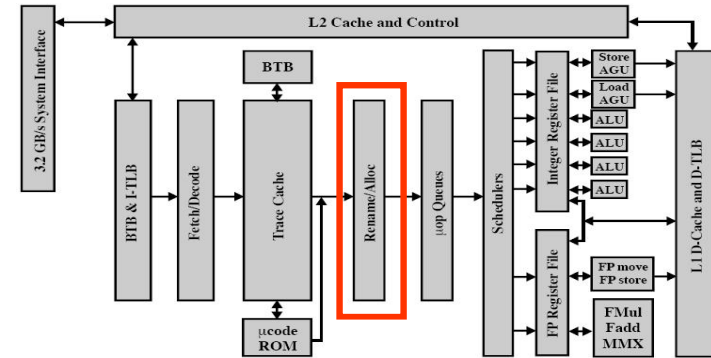 L2 Cache and Control
3.2 GB/s System Interface
BTB & I-TLB
Fetch/Decode
BTB
Trace Cache
µcode
ROM
Rename/Alloc
µop Queues
Schedulers
Integer Register File
FP Register File
Store
AGU
Load
AGU
ALU
ALU
ALU
ALU
FP move
FP store
FMul
Fadd
MMX
L1 D-Cache and D-TLB